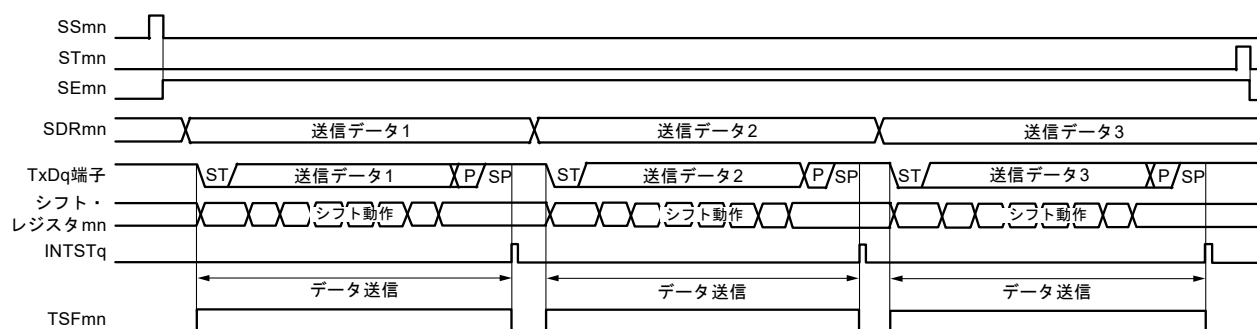 SSmn
STmn
SEmn
SDRmn 送信データ1 送信データ2 送信データ3
TxDq端子 ST 送信データ1 P SP ST 送信データ2 P SP ST 送信データ3 P SP
シフト・
レジスタmn シフト動作 シフト動作 シフト動作
INTSTq
データ送信 データ送信 データ送信
TSFmn